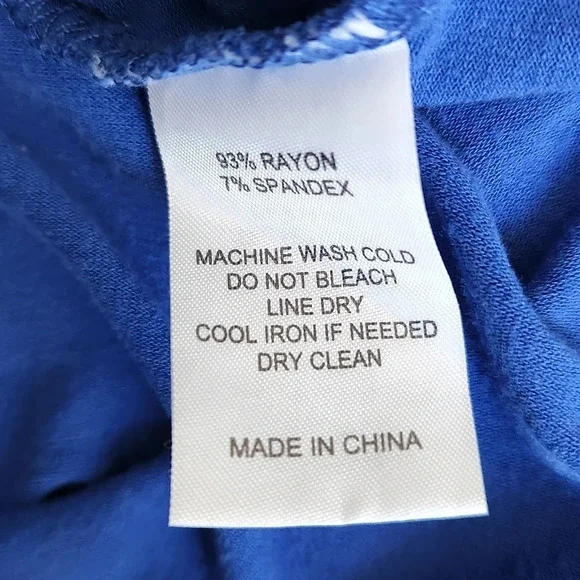 93% RAYON
7% SPANDEX
MACHINE WASH COLD
DO NOT BLEACH
LINE DRY
COOL IRON IF NEEDED
DRY CLEAN
MADE IN CHINA